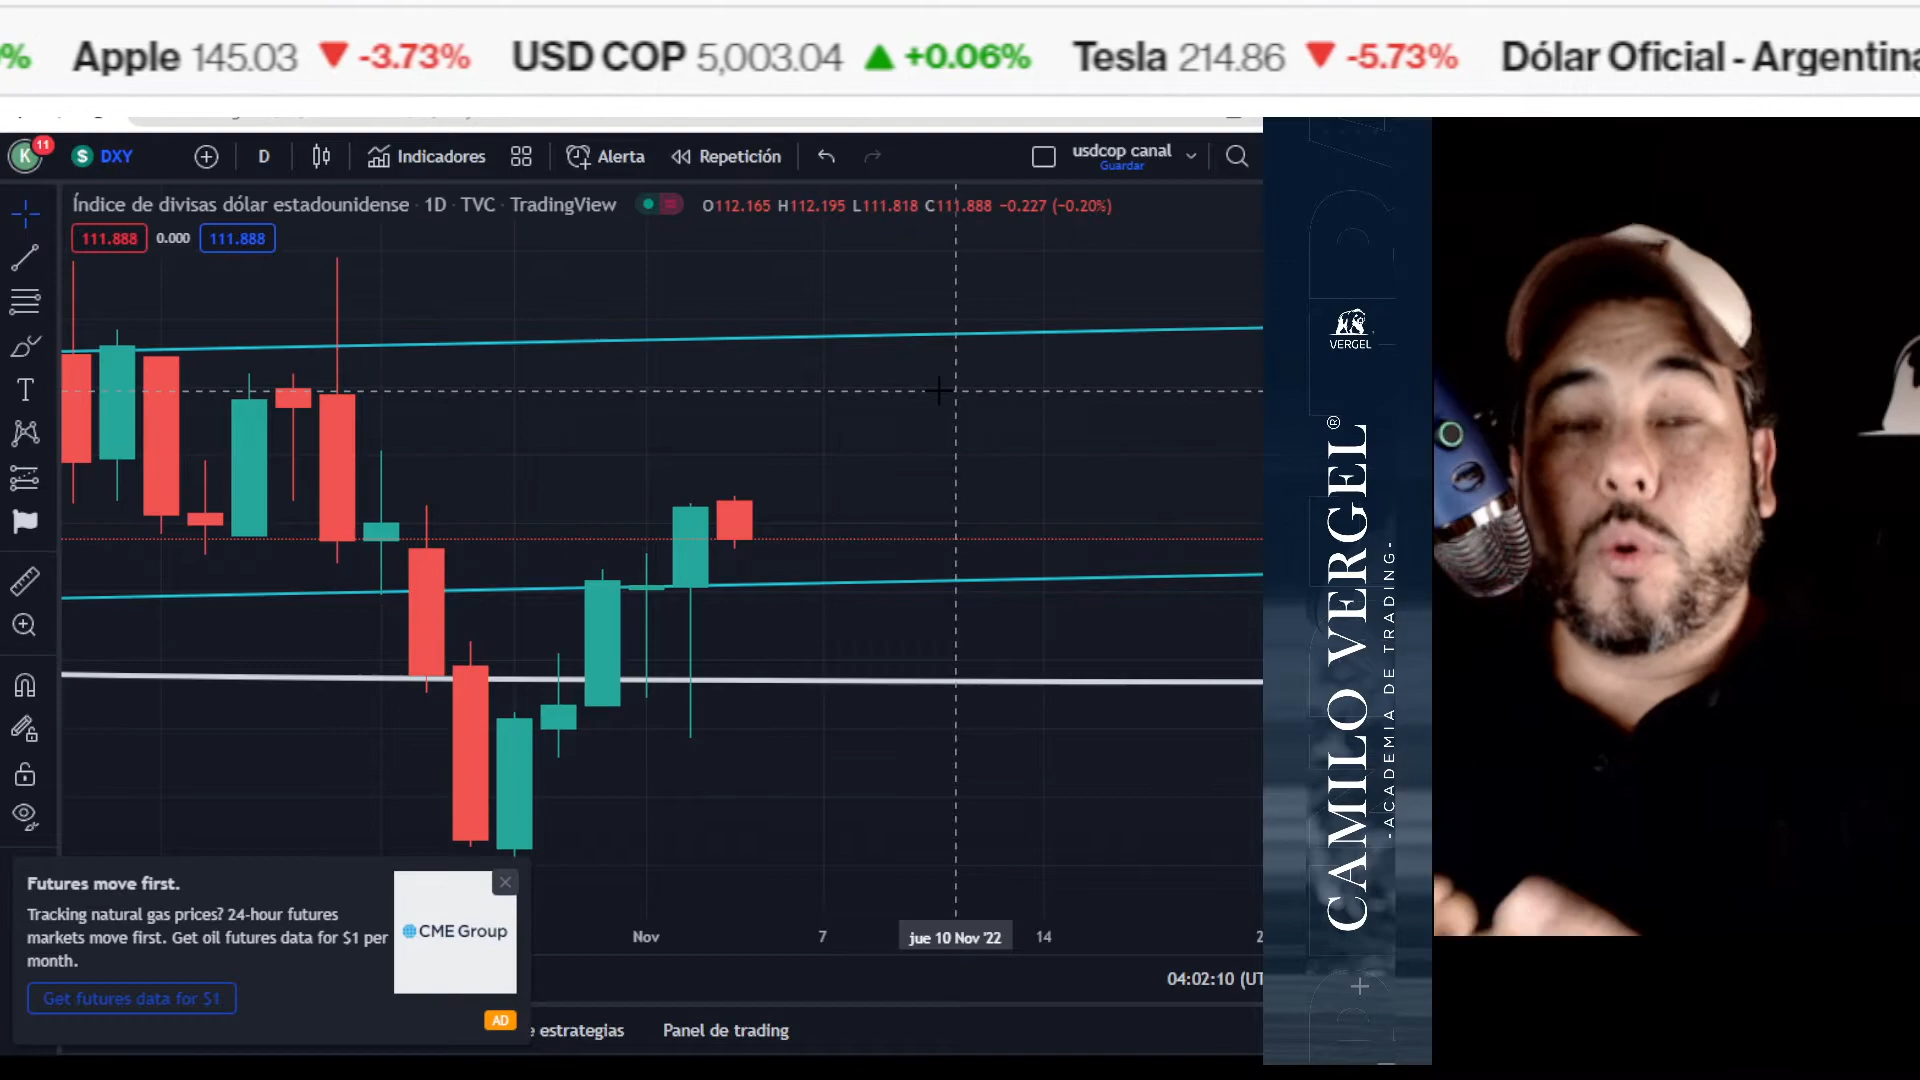 % Apple 145.03 ▼ -3.73% USD COP 5,003.04 ▲ +0.06% Tesla 214.86 ▼ -5.73% Dólar Oficial - Argentina
K 11 S DXY D Indicadores Alerta Repetición usdcop canal
Guardar
Índice de divisas dólar estadounidense · 1D · TVC · TradingView O112.165 H112.195 L111.818 C111.888 −0.227 (−0.20%)
111.888 0.000 111.888
T
VERGEL
CAMILO VERGEL®
-ACADEMIA DE TRADING-
Futures move first.
Tracking natural gas prices? 24-hour futures
markets move first. Get oil futures data for $1 per
month.
CME Group
Get futures data for $1
AD
Nov 7 jue 10 Nov '22 14 2
04:02:10 (UT
e estrategias Panel de trading